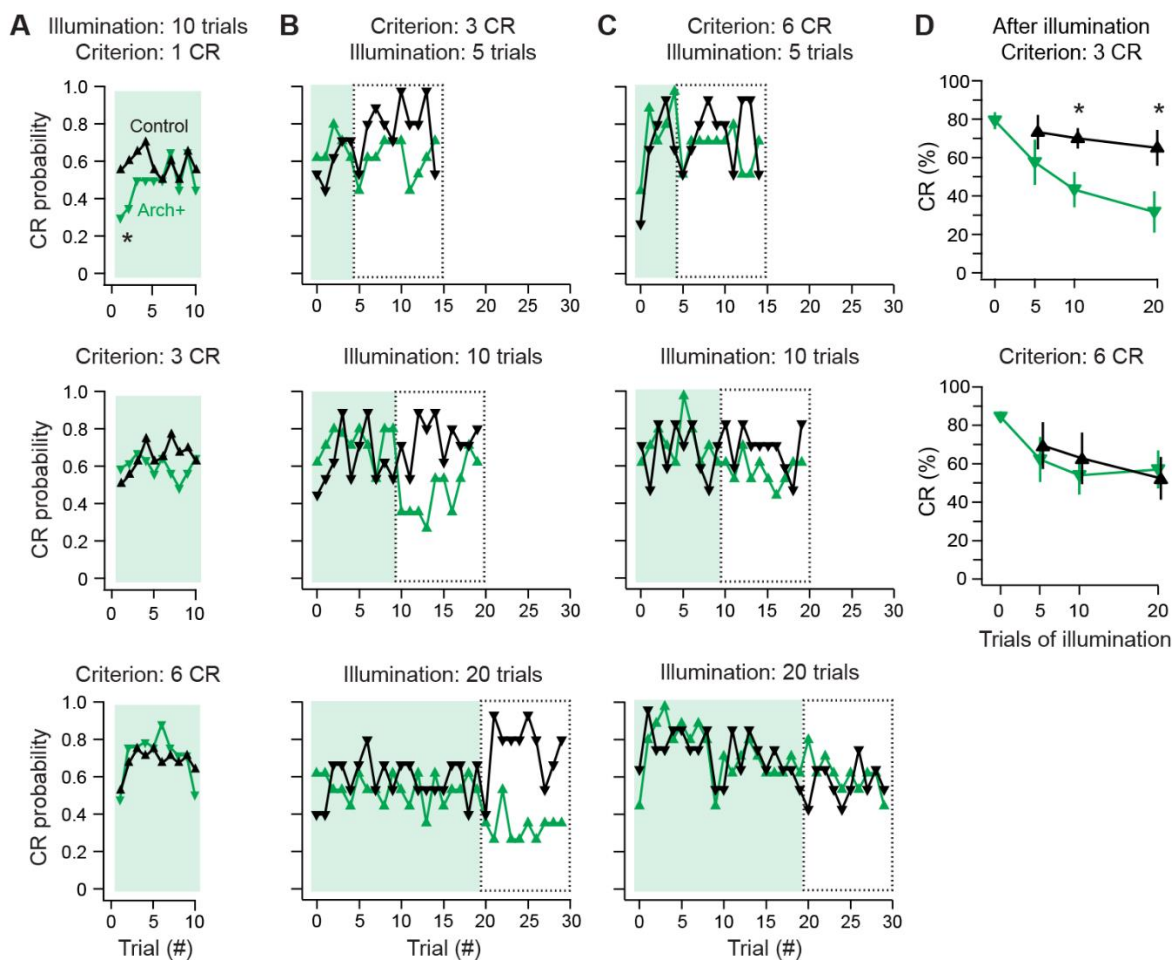 A Illumination: 10 trials
Criterion: 1 CR
B Criterion: 3 CR
Illumination: 5 trials
C Criterion: 6 CR
Illumination: 5 trials
D After illumination
Criterion: 3 CR
CR probability
1.0
0.8
0.6
0.4
0.2
0
Control
Arch+
*
0 5 10
0 5 10 15 20 25 30
0 5 10 15 20 25 30
CR (%)
100
80
60
40
20
0
* *
0 5 10 20
Criterion: 3 CR
Illumination: 10 trials
Illumination: 10 trials
Criterion: 6 CR
CR probability
1.0
0.8
0.6
0.4
0.2
0
0 5 10
0 5 10 15 20 25 30
0 5 10 15 20 25 30
CR (%)
100
80
60
40
20
0
0 5 10 20
Trials of illumination
Criterion: 6 CR
Illumination: 20 trials
Illumination: 20 trials
CR probability
1.0
0.8
0.6
0.4
0.2
0
0 5 10
Trial (#)
0 5 10 15 20 25 30
Trial (#)
0 5 10 15 20 25 30
Trial (#)